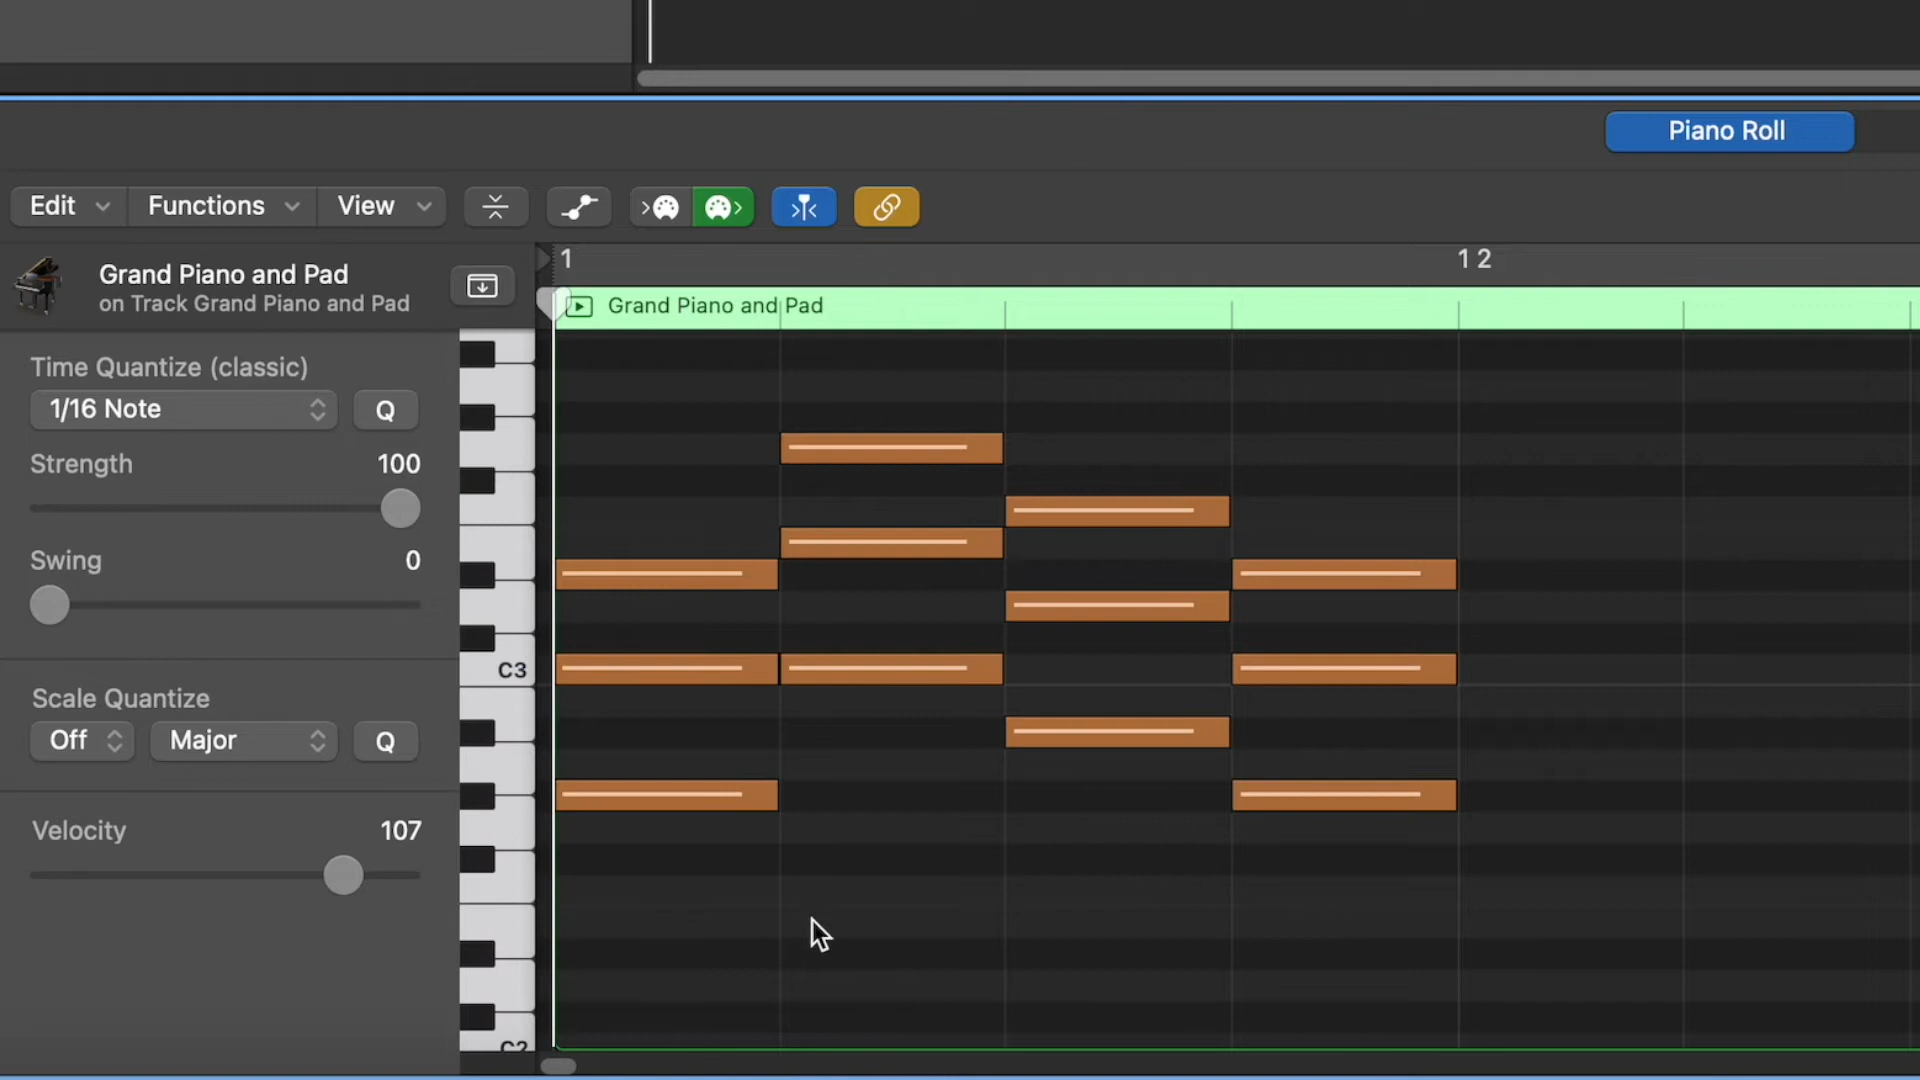 Piano Roll
Edit Functions View
Grand Piano and Pad
on Track Grand Piano and Pad
1 1 2
Grand Piano and Pad
Time Quantize (classic)
1/16 Note Q
Strength 100
Swing 0
C3
Scale Quantize
Off Major Q
Velocity 107
C2